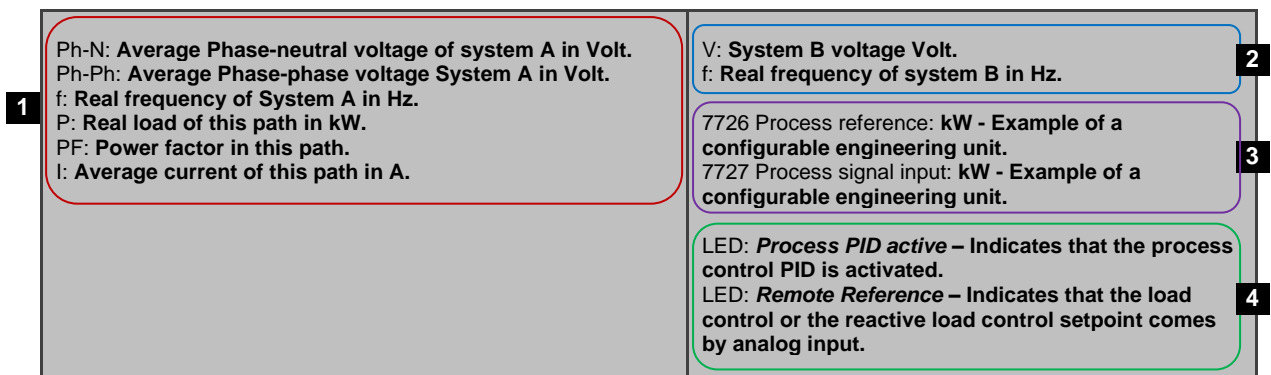 1
Ph-N: Average Phase-neutral voltage of system A in Volt.
Ph-Ph: Average Phase-phase voltage System A in Volt.
f: Real frequency of System A in Hz.
P: Real load of this path in kW.
PF: Power factor in this path.
I: Average current of this path in A.
2
V: System B voltage Volt.
f: Real frequency of system B in Hz.
3
7726 Process reference: kW - Example of a
configurable engineering unit.
7727 Process signal input: kW - Example of a
configurable engineering unit.
4
LED: Process PID active – Indicates that the process
control PID is activated.
LED: Remote Reference – Indicates that the load
control or the reactive load control setpoint comes
by analog input.